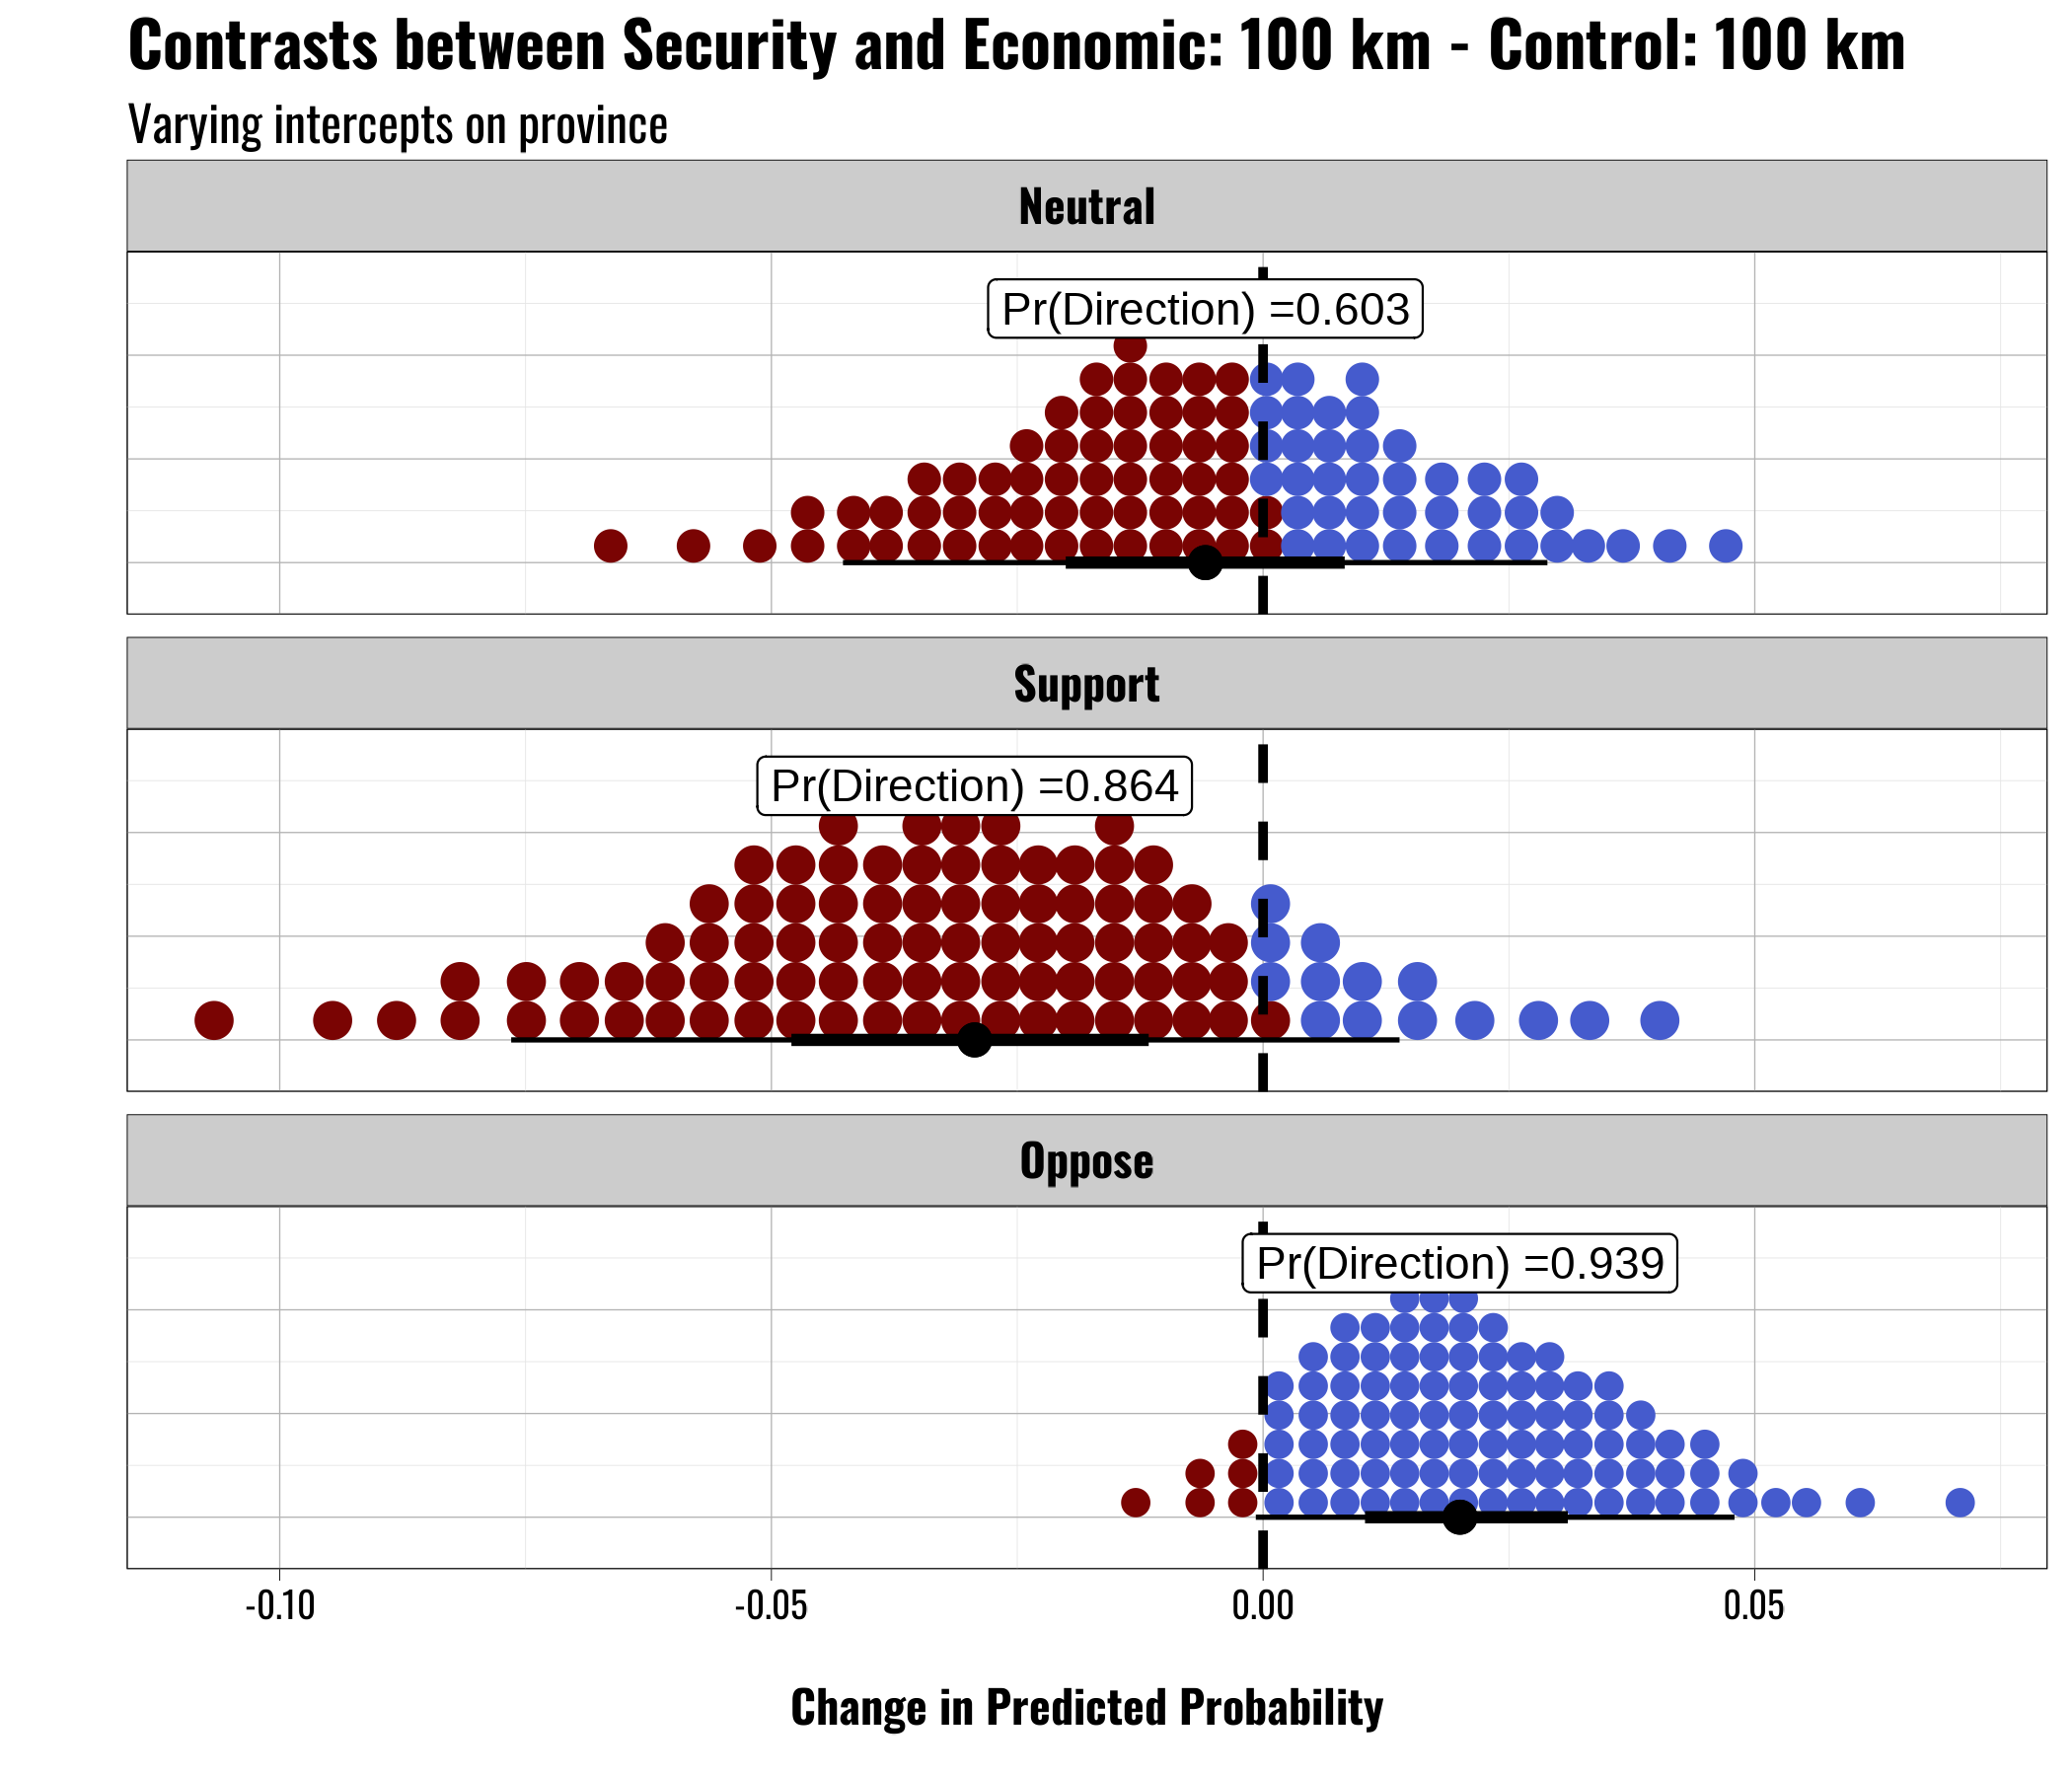 Contrasts between Security and Economic: 100 km - Control: 100 km
Varying intercepts on province
Neutral
Pr(Direction) =0.603
Support
Pr(Direction) =0.864
Oppose
Pr(Direction) =0.939
-0.10 -0.05 0.00 0.05
Change in Predicted Probability